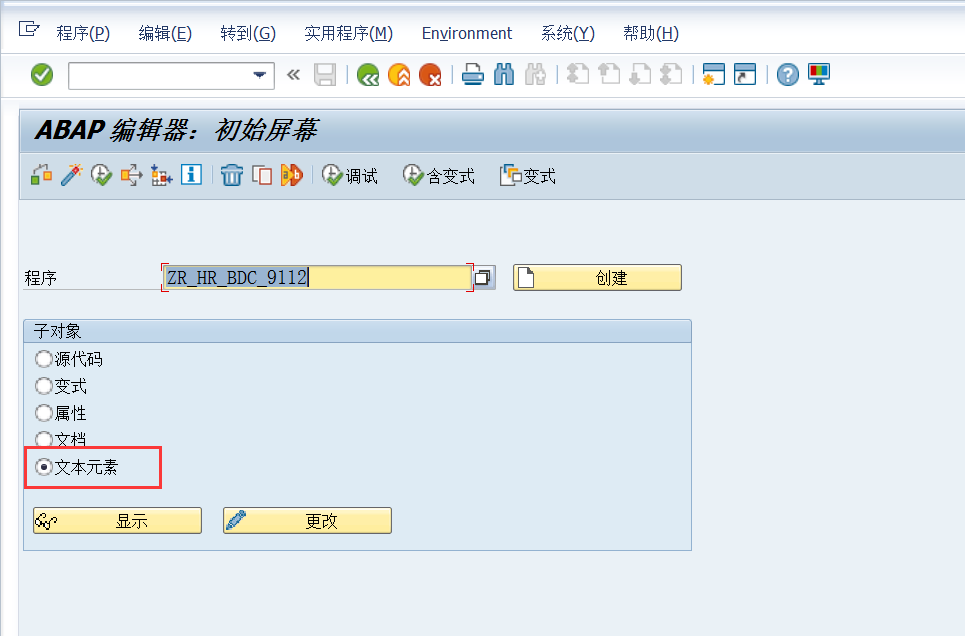 程序(P) 编辑(E) 转到(G) 实用程序(M) Environment 系统(Y) 帮助(H)
ABAP 编辑器：初始屏幕
调试 含变式 变式
程序 ZR_HR_BDC_9112 创建
子对象
源代码
变式
属性
文档
文本元素
显示 更改